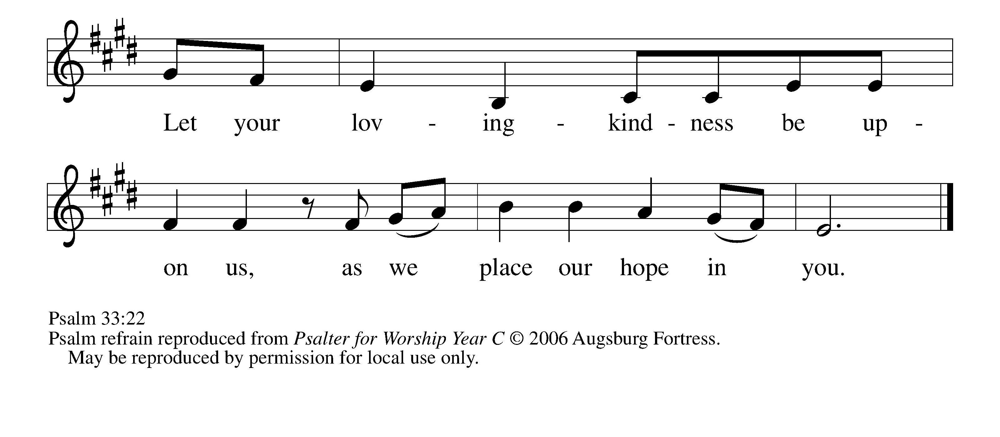 Let your lov - ing - kind - ness be up -
on us, as we place our hope in you.
Psalm 33:22
Psalm refrain reproduced from Psalter for Worship Year C © 2006 Augsburg Fortress.
May be reproduced by permission for local use only.